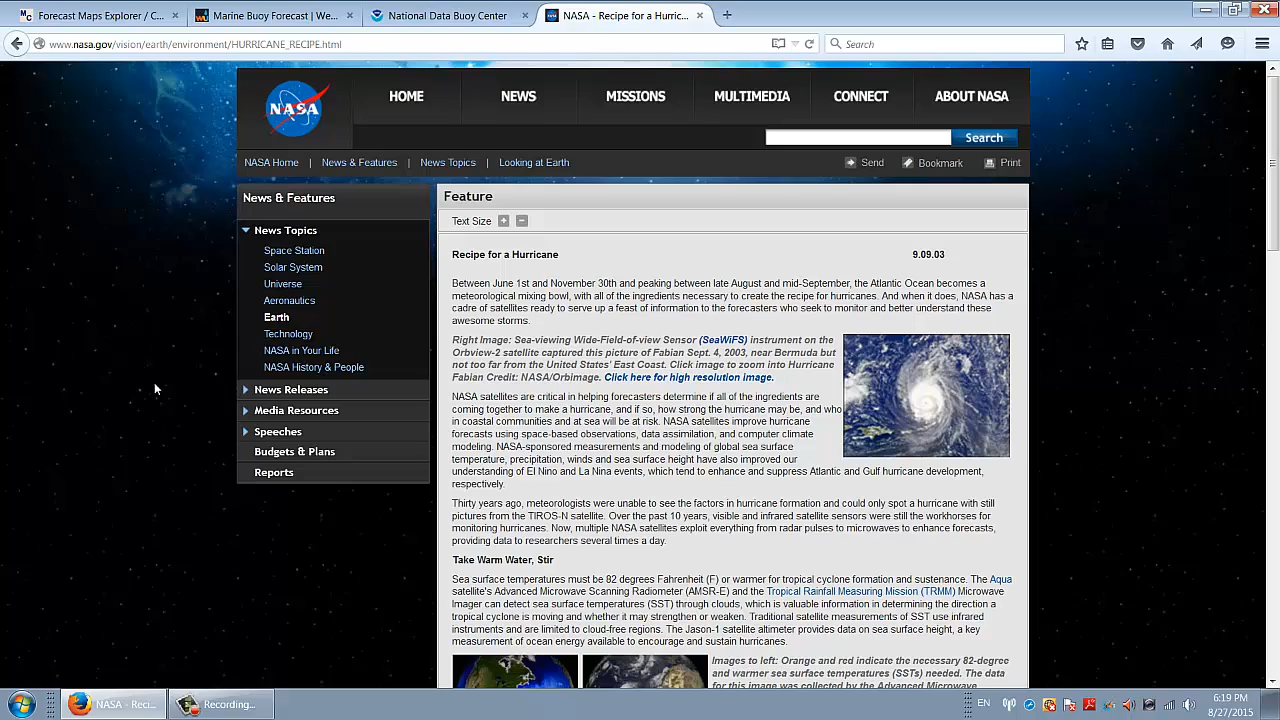 Forecast Maps Explorer / C...
Marine Buoy Forecast | We...
National Data Buoy Center
NASA - Recipe for a Hurric...
www.nasa.gov/vision/earth/environment/HURRICANE_RECIPE.html
Search
NASA
HOME
NEWS
MISSIONS
MULTIMEDIA
CONNECT
ABOUT NASA
Search
NASA Home | News & Features | News Topics | Looking at Earth
Send
Bookmark
Print
News & Features
News Topics
Space Station
Solar System
Universe
Aeronautics
Earth
Technology
NASA in Your Life
NASA History & People
News Releases
Media Resources
Speeches
Budgets & Plans
Reports
Feature
Text Size
Recipe for a Hurricane 9.09.03
Between June 1st and November 30th and peaking between late August and mid-September, the Atlantic Ocean becomes a
meteorological mixing bowl, with all of the ingredients necessary to create the recipe for hurricanes. And when it does, NASA has a
cadre of satellites ready to serve up a feast of information to the forecasters who seek to monitor and better understand these
awesome storms.
Right Image: Sea-viewing Wide-Field-of-view Sensor (SeaWiFS) instrument on the
Orbview-2 satellite captured this picture of Fabian Sept. 4, 2003, near Bermuda but
not too far from the United States' East Coast. Click image to zoom into Hurricane
Fabian Credit: NASA/Orbimage. Click here for high resolution image.
NASA satellites are critical in helping forecasters determine if all of the ingredients are
coming together to make a hurricane, and if so, how strong the hurricane may be, and who
in coastal communities and at sea will be at risk. NASA satellites improve hurricane
forecasts using space-based observations, data assimilation, and computer climate
modeling. NASA-sponsored measurements and modeling of global sea surface
temperature, precipitation, winds and sea surface height have also improved our
understanding of El Nino and La Nina events, which tend to enhance and suppress Atlantic and Gulf hurricane development,
respectively.
Thirty years ago, meteorologists were unable to see the factors in hurricane formation and could only spot a hurricane with still
pictures from the TIROS-N satellite. Over the past 10 years, visible and infrared satellite sensors were still the workhorses for
monitoring hurricanes. Now, multiple NASA satellites exploit everything from radar pulses to microwaves to enhance forecasts,
providing data to researchers several times a day.
Take Warm Water, Stir
Sea surface temperatures must be 82 degrees Fahrenheit (F) or warmer for tropical cyclone formation and sustenance. The Aqua
satellite's Advanced Microwave Scanning Radiometer (AMSR-E) and the Tropical Rainfall Measuring Mission (TRMM) Microwave
Imager can detect sea surface temperatures (SST) through clouds, which is valuable information in determining the direction a
tropical cyclone is moving and whether it may strengthen or weaken. Traditional satellite measurements of SST use infrared
instruments and are limited to cloud-free regions. The Jason-1 satellite altimeter provides data on sea surface height, a key
measurement of ocean energy available to encourage and sustain hurricanes.
Images to left: Orange and red indicate the necessary 82-degree
and warmer sea surface temperatures (SSTs) needed. The data
for this image was collected by the Advanced Microwave
NASA - Reci...
Recording...
EN
6:19 PM
8/27/2015